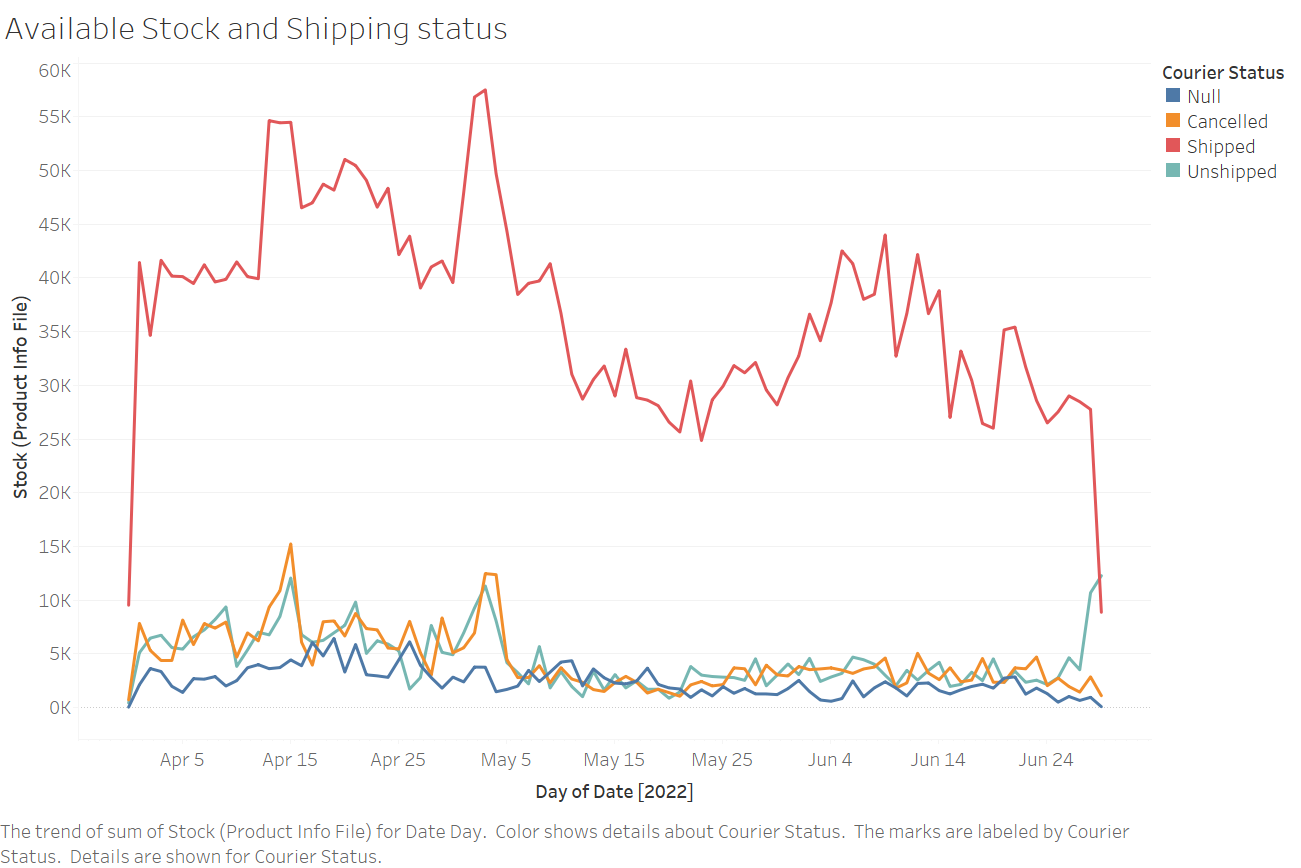 Available Stock and Shipping status
60K
55K
50K
45K
40K
35K
30K
25K
20K
15K
10K
5K
0K
Stock (Product Info File)
Apr 5
Apr 15
Apr 25
May 5
May 15
May 25
Jun 4
Jun 14
Jun 24
Day of Date [2022]
Courier Status
Null
Cancelled
Shipped
Unshipped
The trend of sum of Stock (Product Info File) for Date Day.  Color shows details about Courier Status.  The marks are labeled by Courier
Status.  Details are shown for Courier Status.